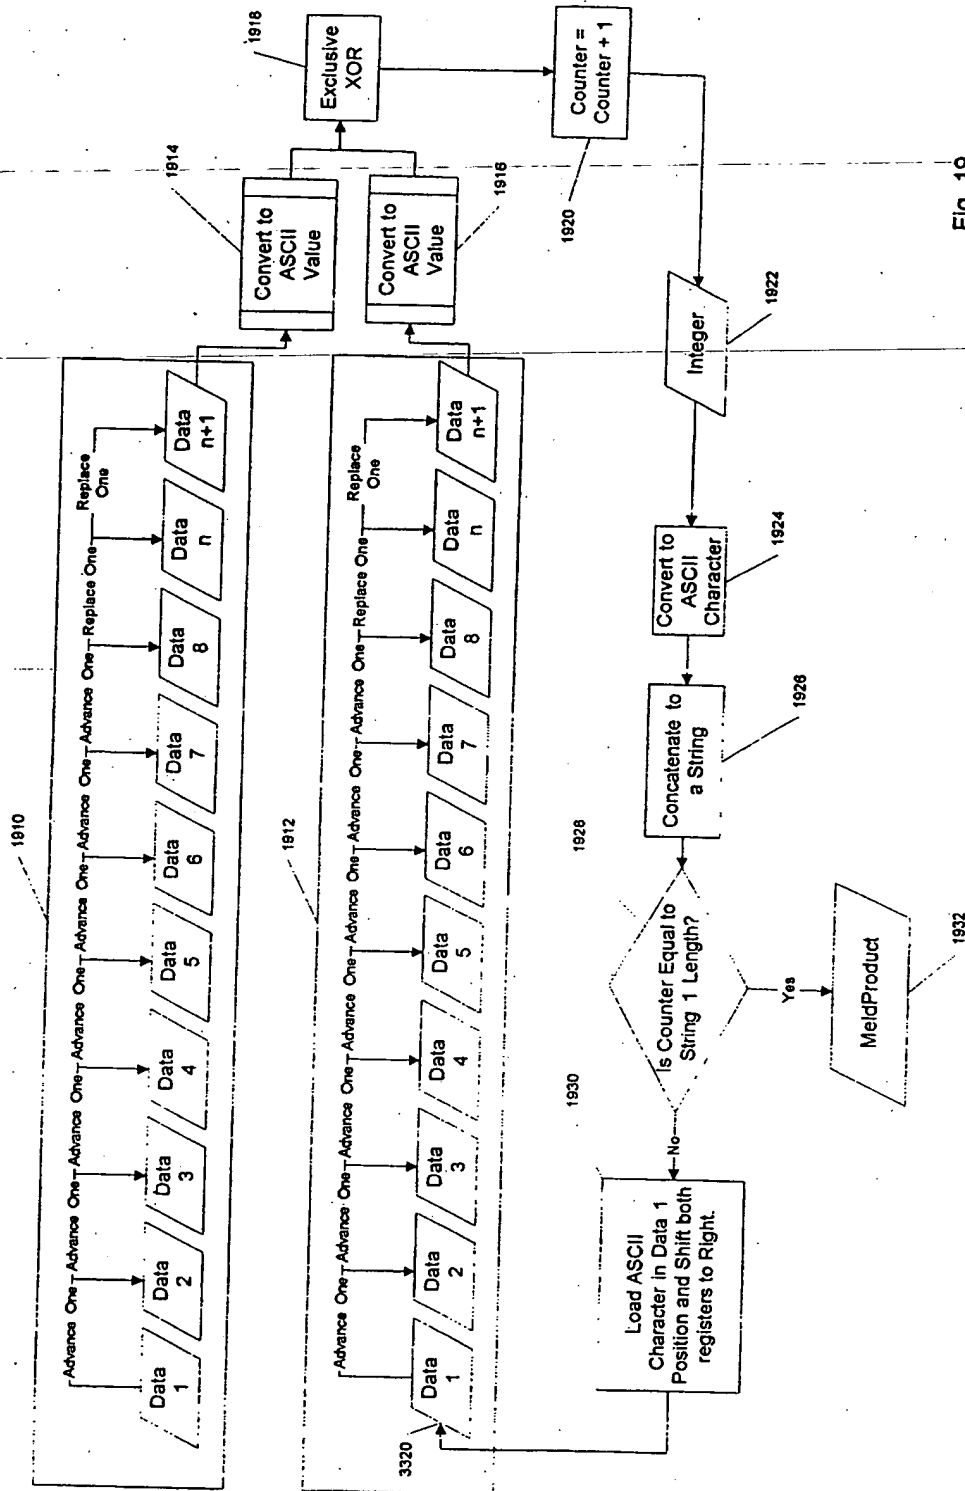 1910
Advance One
Advance One
Advance One
Advance One
Advance One
Advance One
Advance One
Replace One
Replace
One
Data
1
Data
2
Data
3
Data
4
Data
5
Data
6
Data
7
Data
8
Data
n
Data
n+1
1912
Advance One
Advance One
Advance One
Advance One
Advance One
Advance One
Advance One
Replace One
Replace
One
Data
1
Data
2
Data
3
Data
4
Data
5
Data
6
Data
7
Data
8
Data
n
Data
n+1
3320
Convert to
ASCII
Value
1914
Convert to
ASCII
Value
1916
Exclusive
XOR
1918
Counter =
Counter + 1
1920
Integer
1922
Convert to
ASCII
Character
1924
Concatenate to
a String
1926
Is Counter Equal to
String 1 Length?
1928
No
Yes
Load ASCII
Character in Data 1
Position and Shift both
registers to Right.
1930
MeldProduct
1932
Fig. 19